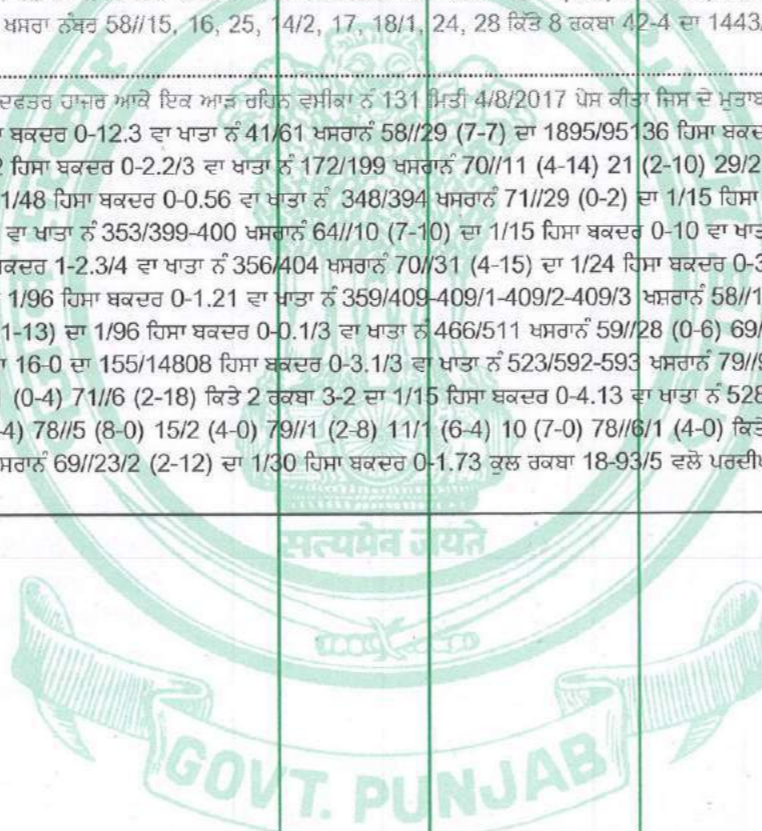 ਖਸਰਾ ਨੰਬਰ 58//15, 16, 25, 14/2, 17, 18/1, 24, 28 ਕਿੱਤੇ 8 ਰਕਬਾ 42-4 ਦਾ 1443/
ਦਫਤਰ ਹਾਜਰ ਆਕੇ ਇਕ ਆੜ ਰਹਿਨ ਵਸੀਕਾ ਨੰ 131 ਮਿਤੀ 4/8/2017 ਪੇਸ ਕੀਤਾ ਜਿਸ ਦੇ ਮੁਤਾਬ
ਬਕਦਰ 0-12.3 ਵਾ ਖਾਤਾ ਨੰ 41/61 ਖਸਰਾਨੰ 58//29 (7-7) ਦਾ 1895/95136 ਹਿਸਾ ਬਕਦ
2 ਹਿਸਾ ਬਕਦਰ 0-2.2/3 ਵਾ ਖਾਤਾ ਨੰ 172/199 ਖਸਰਾਨੰ 70//11 (4-14) 21 (2-10) 29/2
1/48 ਹਿਸਾ ਬਕਦਰ 0-0.56 ਵਾ ਖਾਤਾ ਨੰ 348/394 ਖਸਰਾਨੰ 71//29 (0-2) ਦਾ 1/15 ਹਿਸਾ
ਵਾ ਖਾਤਾ ਨੰ 353/399-400 ਖਸਰਾਨੰ 64//10 (7-10) ਦਾ 1/15 ਹਿਸਾ ਬਕਦਰ 0-10 ਵਾ ਖਾਤ
ਕਦਰ 1-2.3/4 ਵਾ ਖਾਤਾ ਨੰ 356/404 ਖਸਰਾਨੰ 70//31 (4-15) ਦਾ 1/24 ਹਿਸਾ ਬਕਦਰ 0-3
1/96 ਹਿਸਾ ਬਕਦਰ 0-1.21 ਵਾ ਖਾਤਾ ਨੰ 359/409-409/1-409/2-409/3 ਖਸਰਾਨੰ 58//1
1-13) ਦਾ 1/96 ਹਿਸਾ ਬਕਦਰ 0-0.1/3 ਵਾ ਖਾਤਾ ਨੰ 466/511 ਖਸਰਾਨੰ 59//28 (0-6) 69/
16-0 ਦਾ 155/14808 ਹਿਸਾ ਬਕਦਰ 0-3.1/3 ਵਾ ਖਾਤਾ ਨੰ 523/592-593 ਖਸਰਾਨੰ 79//9
(0-4) 71//6 (2-18) ਕਿਤੇ 2 ਰਕਬਾ 3-2 ਦਾ 1/15 ਹਿਸਾ ਬਕਦਰ 0-4.13 ਵਾ ਖਾਤਾ ਨੰ 528
-4) 78//5 (8-0) 15/2 (4-0) 79//1 (2-8) 11/1 (6-4) 10 (7-0) 78//6/1 (4-0) ਕਿਤੇ
ਸਰਾਨੰ 69//23/2 (2-12) ਦਾ 1/30 ਹਿਸਾ ਬਕਦਰ 0-1.73 ਕੁਲ ਰਕਬਾ 18-93/5 ਵਲੋ ਪਰਦੀਪ
सत्यमेव जयते
GOVT. PUNJAB